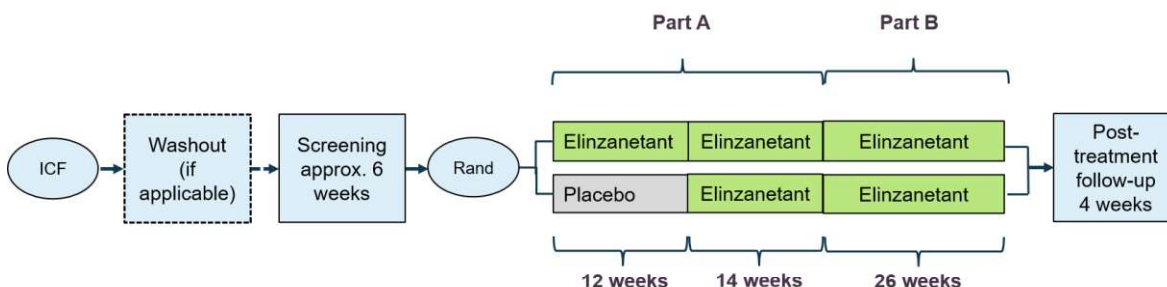 Part A
Part B
ICF
Washout
(if
applicable)
Screening
approx. 6
weeks
Rand
Elinzanetant
Elinzanetant
Elinzanetant
Placebo
Elinzanetant
Elinzanetant
Post-
treatment
follow-up
4 weeks
12 weeks
14 weeks
26 weeks